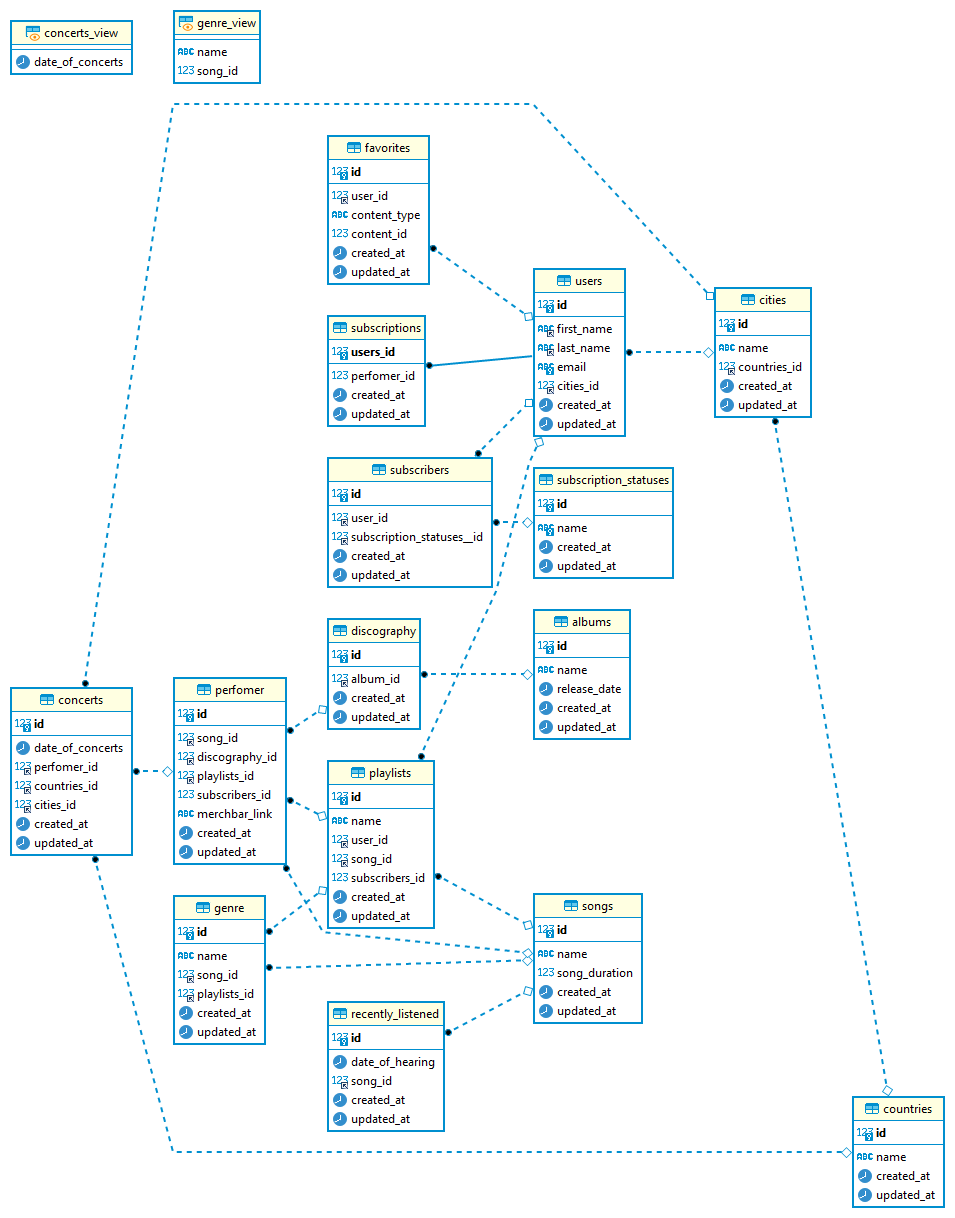 concerts_view
date_of_concerts
genre_view
ABC name
123 song_id
favorites
123 id
123 user_id
ABC content_type
123 content_id
created_at
updated_at
users
123 id
ABC first_name
ABC last_name
ABC email
123 cities_id
created_at
updated_at
cities
123 id
ABC name
123 countries_id
created_at
updated_at
subscriptions
123 users_id
123 perfomer_id
created_at
updated_at
subscribers
123 id
123 user_id
123 subscription_statuses__id
created_at
updated_at
subscription_statuses
123 id
ABC name
created_at
updated_at
discography
123 id
123 album_id
created_at
updated_at
albums
123 id
ABC name
release_date
created_at
updated_at
concerts
123 id
date_of_concerts
123 perfomer_id
123 countries_id
123 cities_id
created_at
updated_at
perfomer
123 id
123 song_id
123 discography_id
123 playlists_id
123 subscribers_id
ABC merchbar_link
created_at
updated_at
playlists
123 id
ABC name
123 user_id
123 song_id
123 subscribers_id
created_at
updated_at
genre
123 id
ABC name
123 song_id
123 playlists_id
created_at
updated_at
songs
123 id
ABC name
123 song_duration
created_at
updated_at
recently_listened
123 id
date_of_hearing
123 song_id
created_at
updated_at
countries
123 id
ABC name
created_at
updated_at